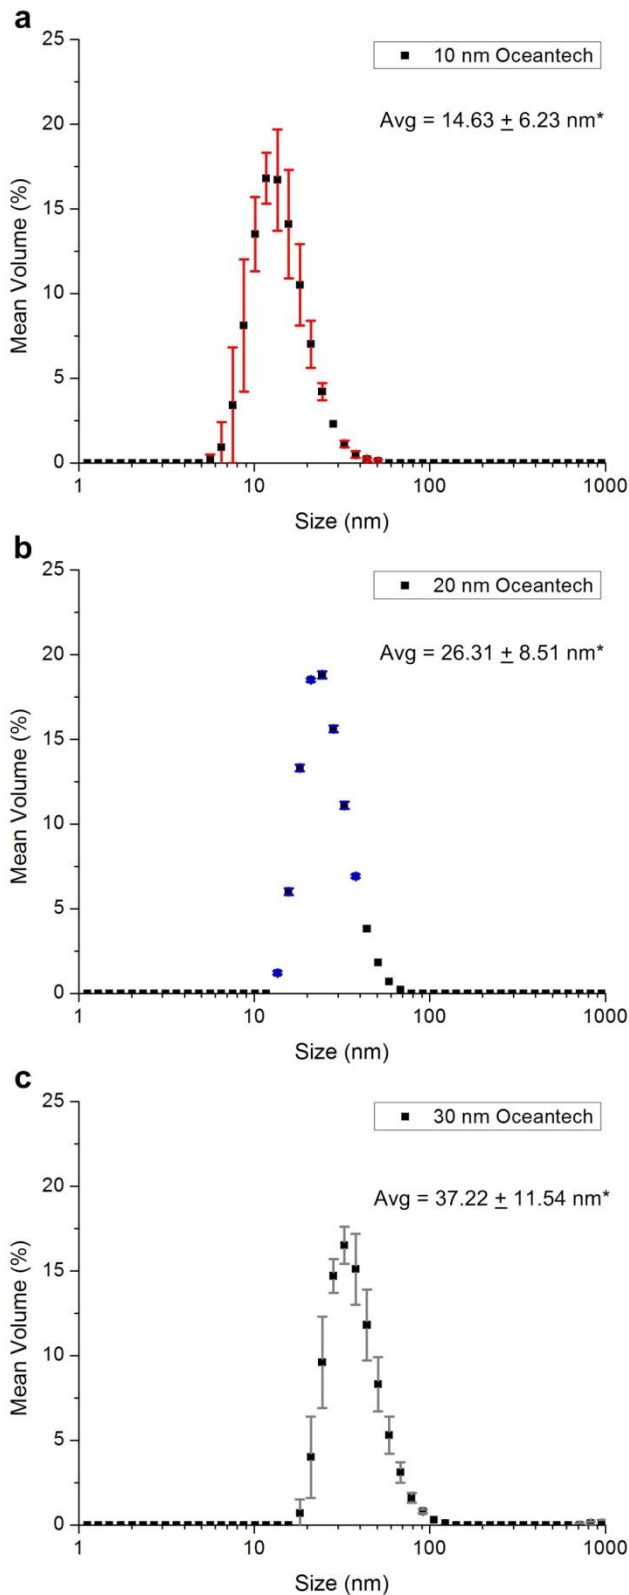 a
25
10 nm Oceantech
Avg = 14.63 ± 6.23 nm*
20
15
10
5
0
Mean Volume (%)
1 10 100 1000
Size (nm)
b
25
20 nm Oceantech
Avg = 26.31 ± 8.51 nm*
20
15
10
5
0
Mean Volume (%)
1 10 100 1000
Size (nm)
c
25
30 nm Oceantech
Avg = 37.22 ± 11.54 nm*
20
15
10
5
0
Mean Volume (%)
1 10 100 1000
Size (nm)